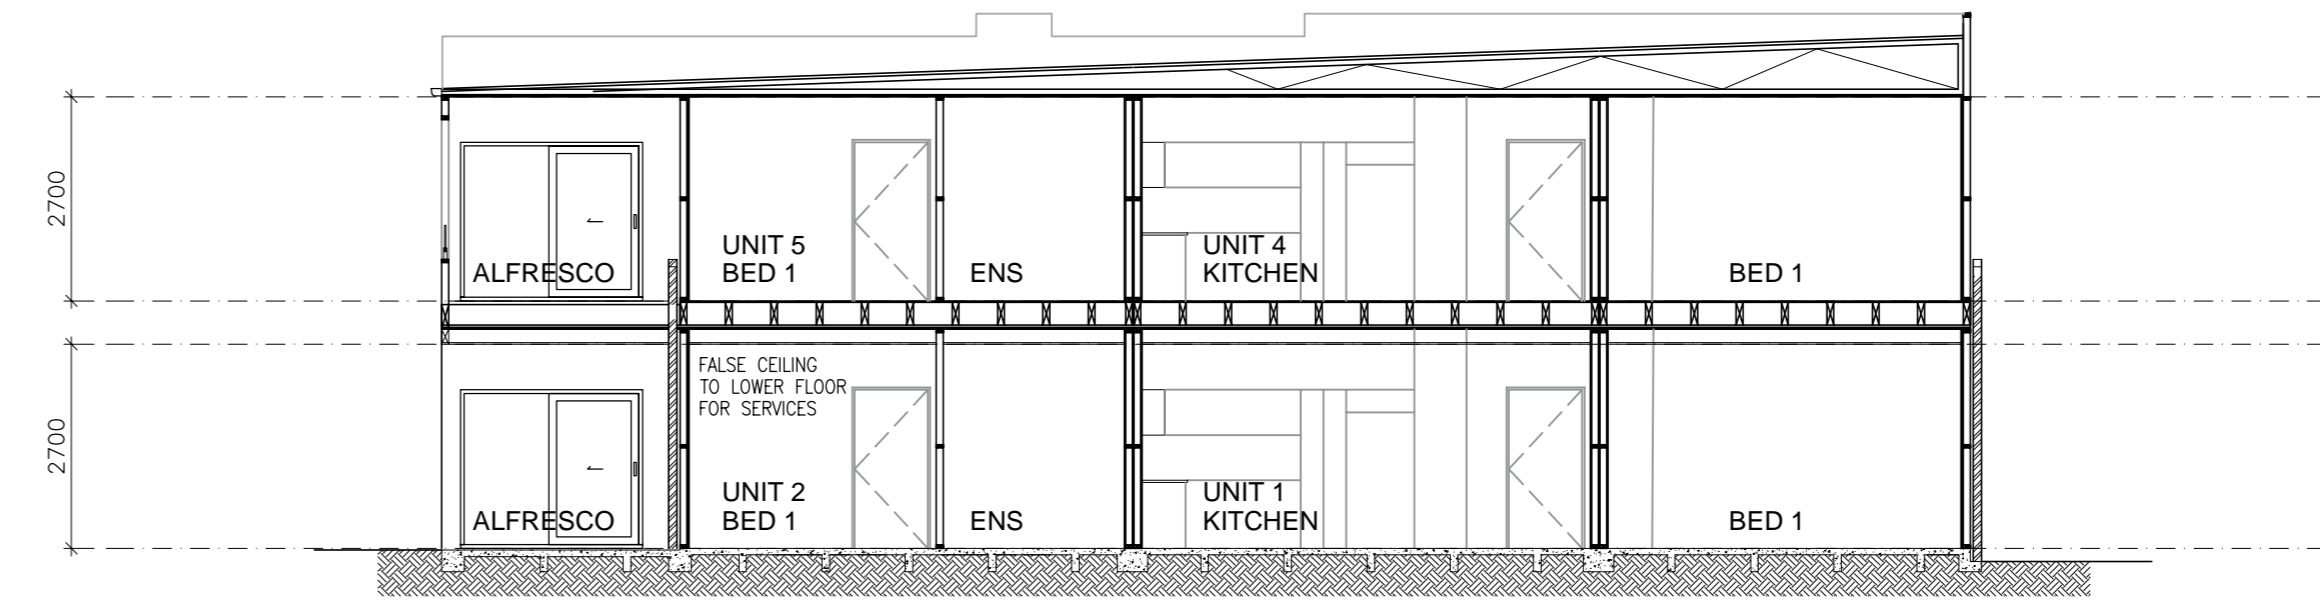 2700
ALFRESCO
UNIT 5
BED 1
ENS
UNIT 4
KITCHEN
BED 1
2700
FALSE CEILING
TO LOWER FLOOR
FOR SERVICES
ALFRESCO
UNIT 2
BED 1
ENS
UNIT 1
KITCHEN
BED 1